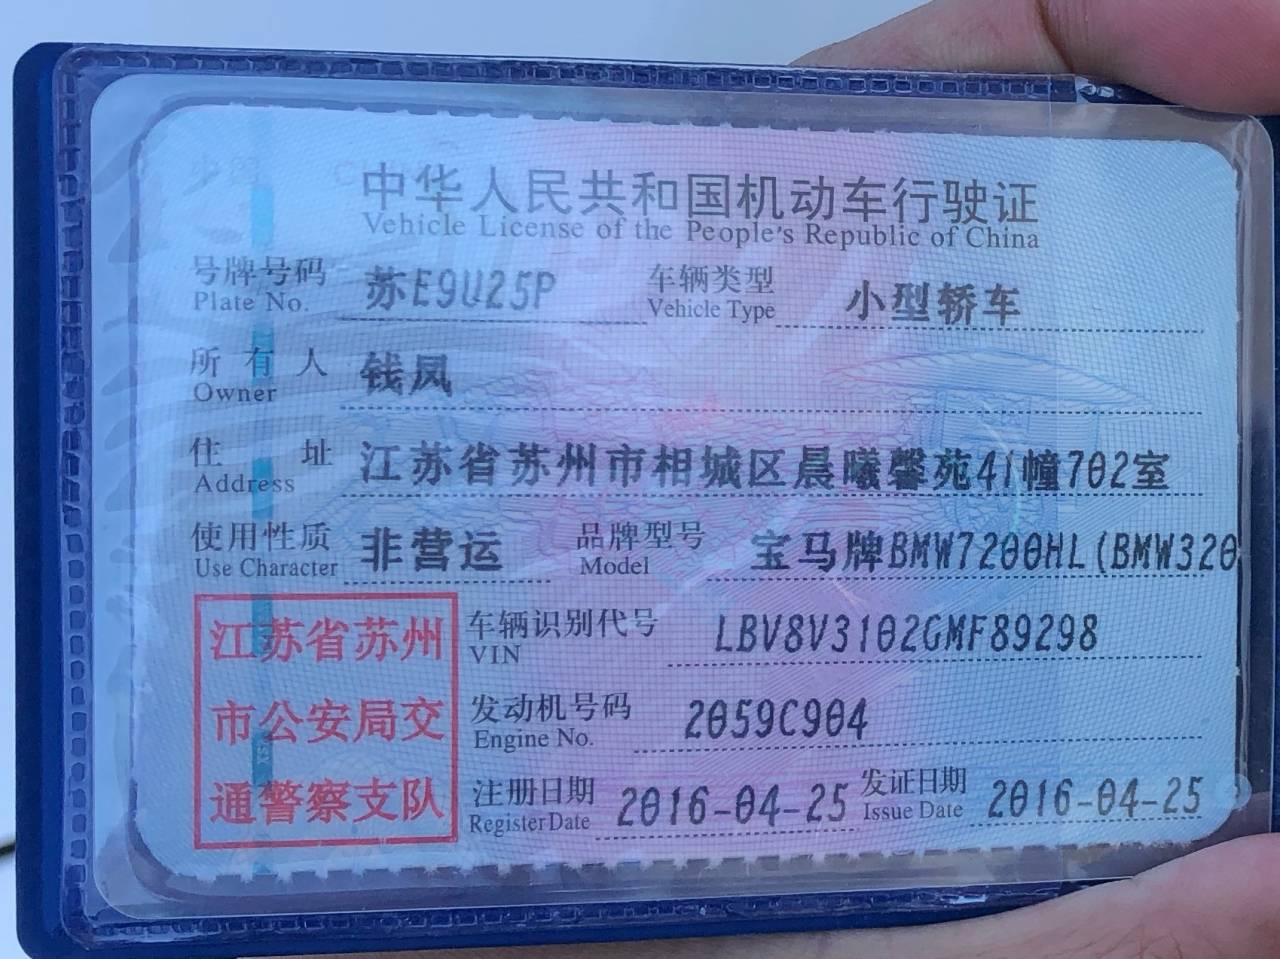 中华人民共和国机动车行驶证
Vehicle License of the People's Republic of China
号牌号码 苏E9U25P 车辆类型 小型轿车
Plate No. Vehicle Type
所有人 钱凤
Owner
住址 江苏省苏州市相城区晨曦馨苑41幢702室
Address
使用性质 非营运 品牌型号 宝马牌BMW7200HL(BMW320
Use Character Model
江苏省苏州
市公安局交
通警察支队
车辆识别代号 LBV8V3102GMF89298
VIN
发动机号码 2059C904
Engine No.
注册日期 2016-04-25 发证日期 2016-04-25
Register Date Issue Date